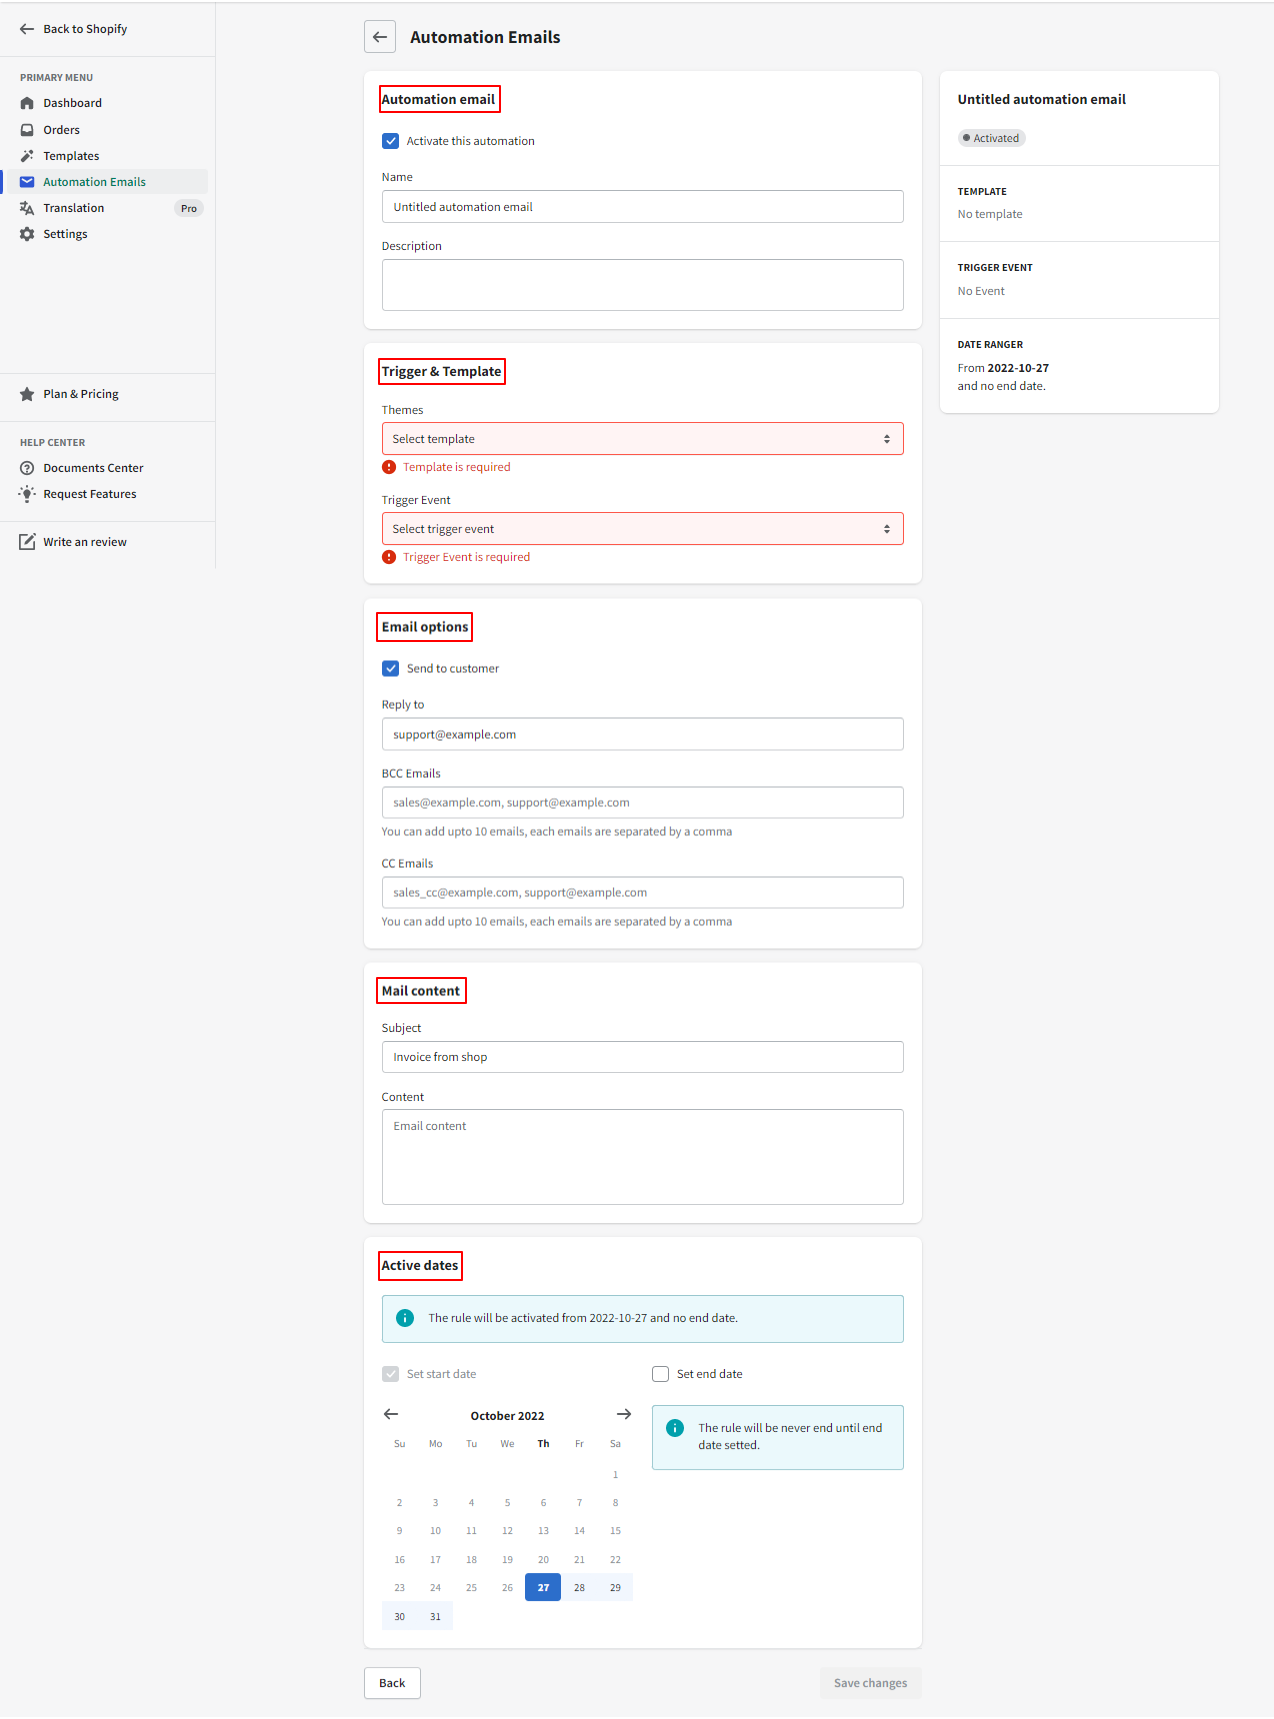 Back to Shopify
PRIMARY MENU
Dashboard
Orders
Templates
Automation Emails
Translation Pro
Settings
Plan & Pricing
HELP CENTER
Documents Center
Request Features
Write an review
Automation Emails
Automation email
Activate this automation
Name
Untitled automation email
Description
Trigger & Template
Themes
Select template
Template is required
Trigger Event
Select trigger event
Trigger Event is required
Email options
Send to customer
Reply to
support@example.com
BCC Emails
sales@example.com, support@example.com
You can add upto 10 emails, each emails are separated by a comma
CC Emails
sales_cc@example.com, support@example.com
You can add upto 10 emails, each emails are separated by a comma
Mail content
Subject
Invoice from shop
Content
Email content
Active dates
The rule will be activated from 2022-10-27 and no end date.
Set start date
October 2022
Su Mo Tu We Th Fr Sa
1
2 3 4 5 6 7 8
9 10 11 12 13 14 15
16 17 18 19 20 21 22
23 24 25 26 27 28 29
30 31
Set end date
The rule will be never end until end
date setted.
Back
Save changes
Untitled automation email
Activated
TEMPLATE
No template
TRIGGER EVENT
No Event
DATE RANGER
From 2022-10-27
and no end date.